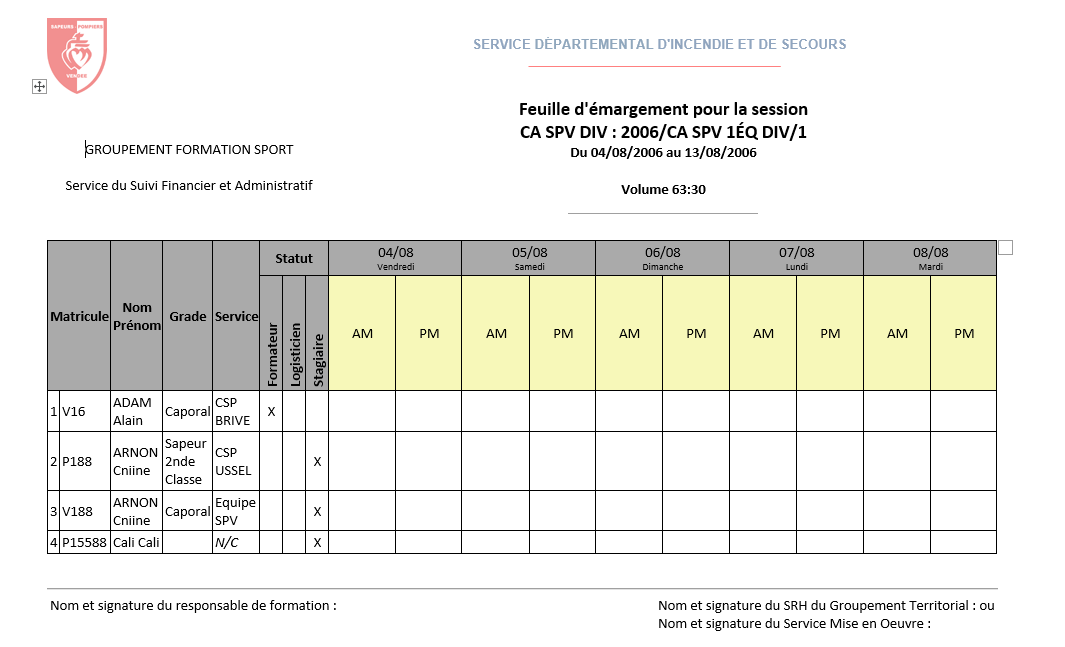 SAPEURS POMPIERS
VENDEE
SERVICE DÉPARTEMENTAL D'INCENDIE ET DE SECOURS
Feuille d'émargement pour la session
CA SPV DIV : 2006/CA SPV 1ÉQ DIV/1
Du 04/08/2006 au 13/08/2006
GROUPEMENT FORMATION SPORT
Service du Suivi Financier et Administratif
Volume 63:30
Matricule Nom Prénom Grade Service Statut 04/08 05/08 06/08 07/08 08/08
Vendredi Samedi Dimanche Lundi Mardi
Formateur Logisticien Stagiaire AM PM AM PM AM PM AM PM AM PM
1 V16 ADAM Alain Caporal CSP BRIVE X
2 P188 ARNON Cniine Sapeur 2nde Classe CSP USSEL X
3 V188 ARNON Cniine Caporal Equipe SPV X
4 P15588 Cali Cali N/C X
Nom et signature du responsable de formation :
Nom et signature du SRH du Groupement Territorial : ou
Nom et signature du Service Mise en Oeuvre :